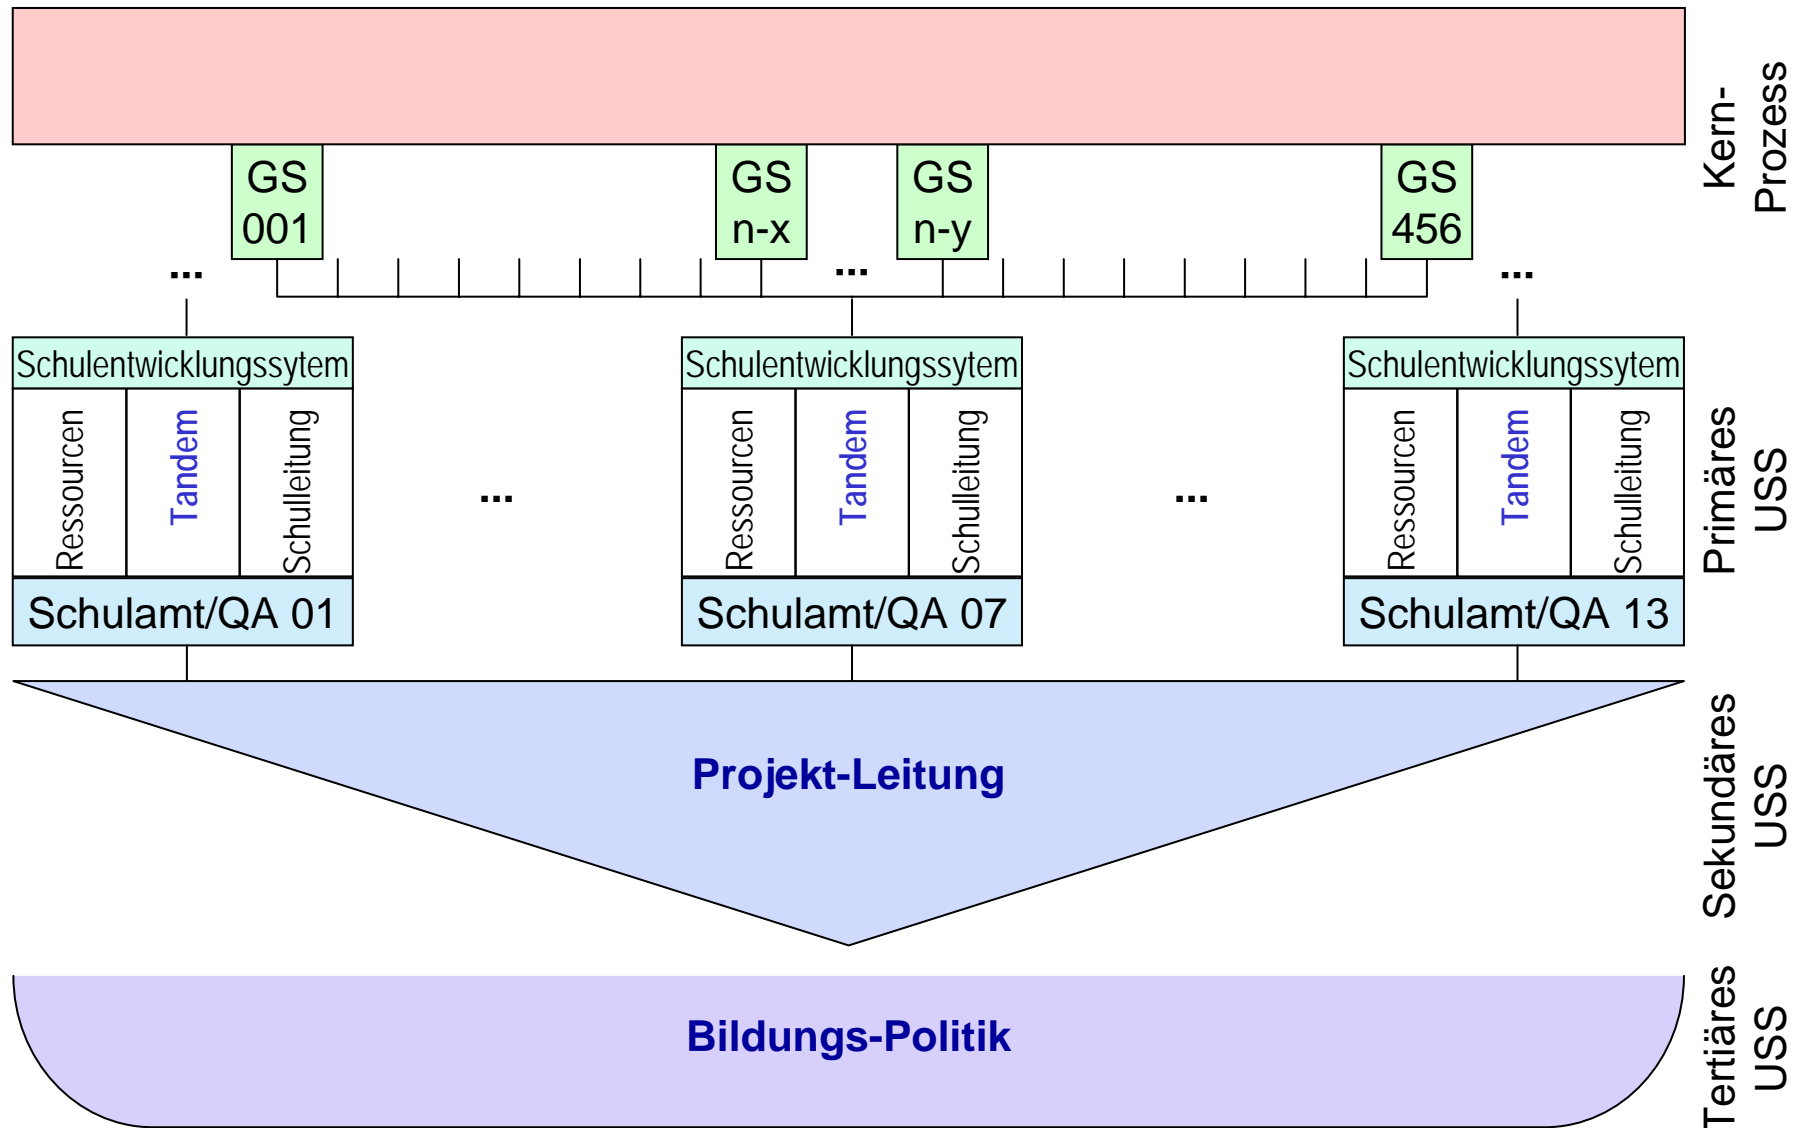 Kern-
Prozess
GS
001
GS
n-x
GS
n-y
GS
456
...
...
...
Schulentwicklungssytem
Ressourcen
Tandem
Schulleitung
Schulamt/QA 01
...
Schulentwicklungssytem
Ressourcen
Tandem
Schulleitung
Schulamt/QA 07
...
Schulentwicklungssytem
Ressourcen
Tandem
Schulleitung
Schulamt/QA 13
Primäres
USS
Projekt-Leitung
Sekundäres
USS
Bildungs-Politik
Tertiäres
USS